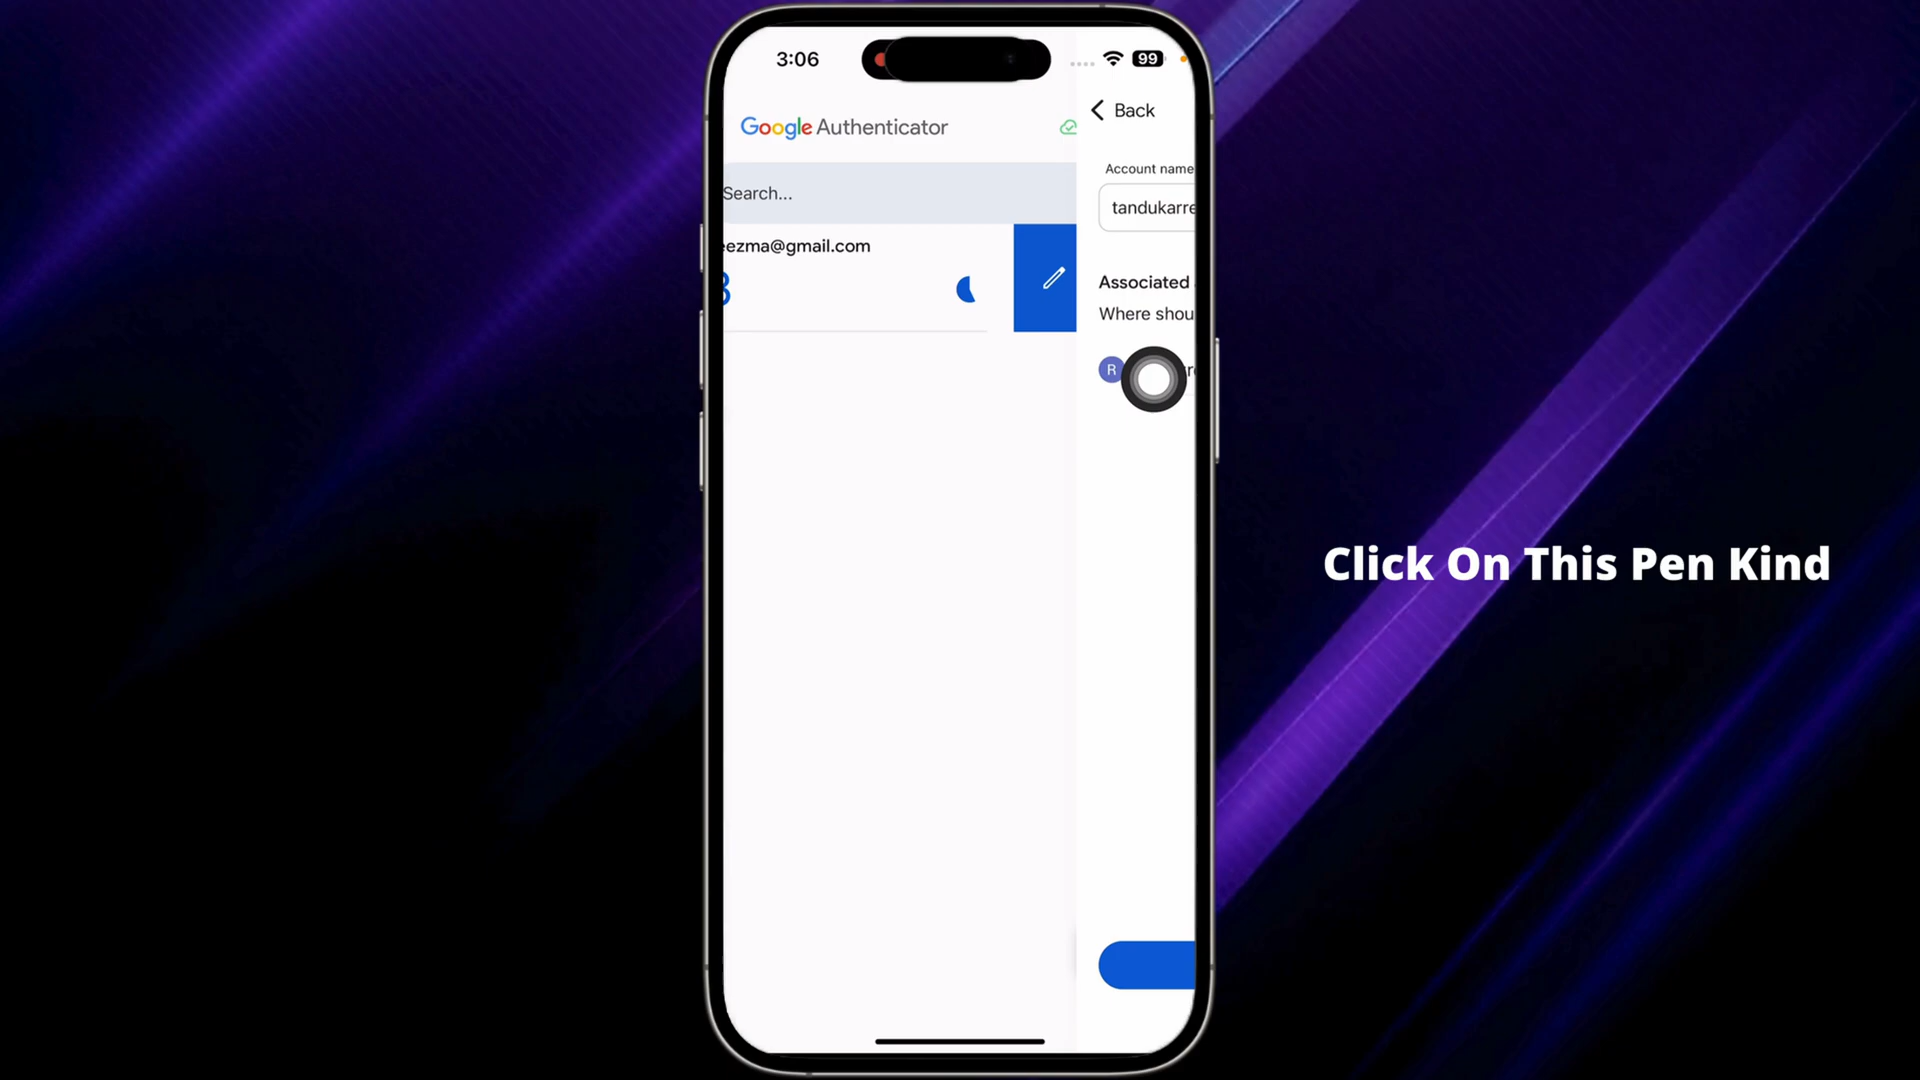 3:06
99
Back
Google Authenticator
Account name
Search...
tandukarre
eezma@gmail.com
Associated
Where shou
R
Click On This Pen Kind